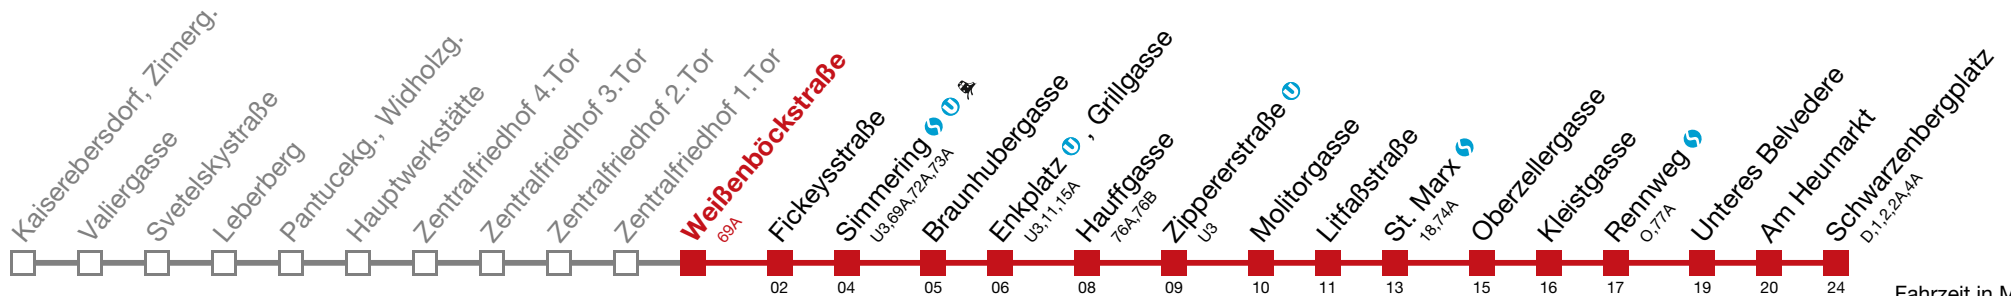 Kaiserebersdorf, Zinnerg.
Valiergasse
Svetelskystraße
Leberberg
Pantucekg., Widholzg.
Hauptwerkstätte
Zentralfriedhof 4.Tor
Zentralfriedhof 3.Tor
Zentralfriedhof 2.Tor
Zentralfriedhof 1.Tor
Weißenböckstraße
69A
Fickeysstraße
02
Simmering S U
U3,69A,72A,73A
04
Braunhubergasse
05
Enkplatz U , Grillgasse
U3,11,15A
06
Hauffgasse
76A,76B
08
Zippererstraße U
U3
09
Molitorgasse
10
Litfaßstraße
11
St. Marx S
18,74A
13
Oberzellergasse
15
Kleistgasse
16
Rennweg S
O,77A
17
Unteres Belvedere
19
Am Heumarkt
20
Schwarzenbergplatz
D,1,2,2A,4A
24
Fahrzeit in M